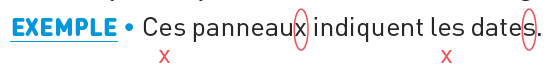 EXEMPLE • Ces panneaux indiquent les dates.
x x